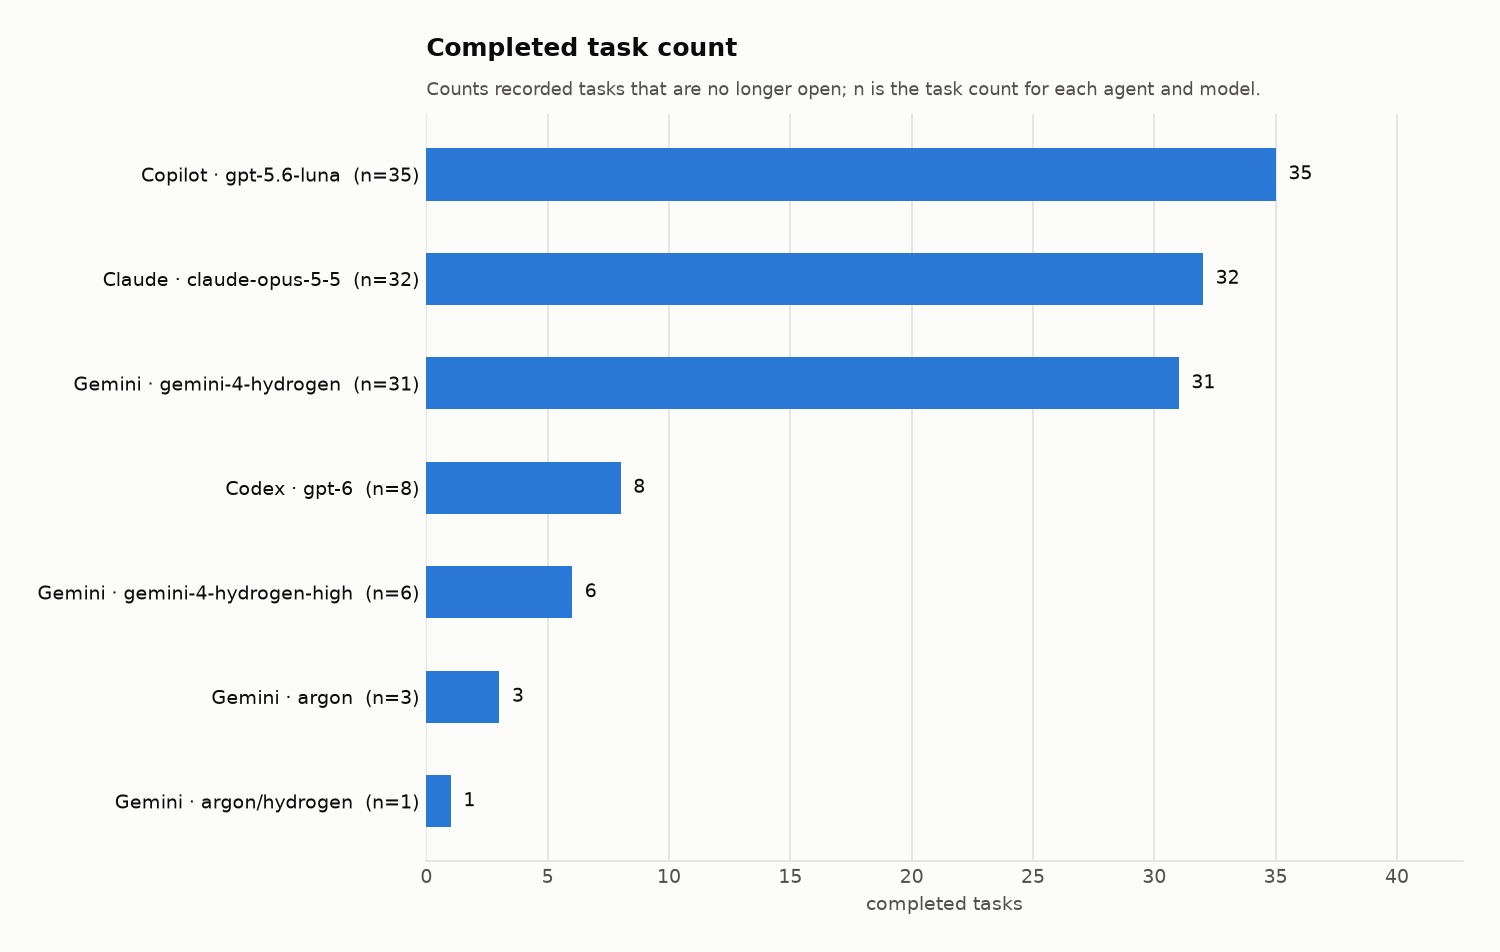 Completed task count
Counts recorded tasks that are no longer open; n is the task count for each agent and model.
Copilot · gpt-5.6-luna (n=35)
35
Claude · claude-opus-5-5 (n=32)
32
Gemini · gemini-4-hydrogen (n=31)
31
Codex · gpt-6 (n=8)
8
Gemini · gemini-4-hydrogen-high (n=6)
6
Gemini · argon (n=3)
3
Gemini · argon/hydrogen (n=1)
1
0 5 10 15 20 25 30 35 40
completed tasks